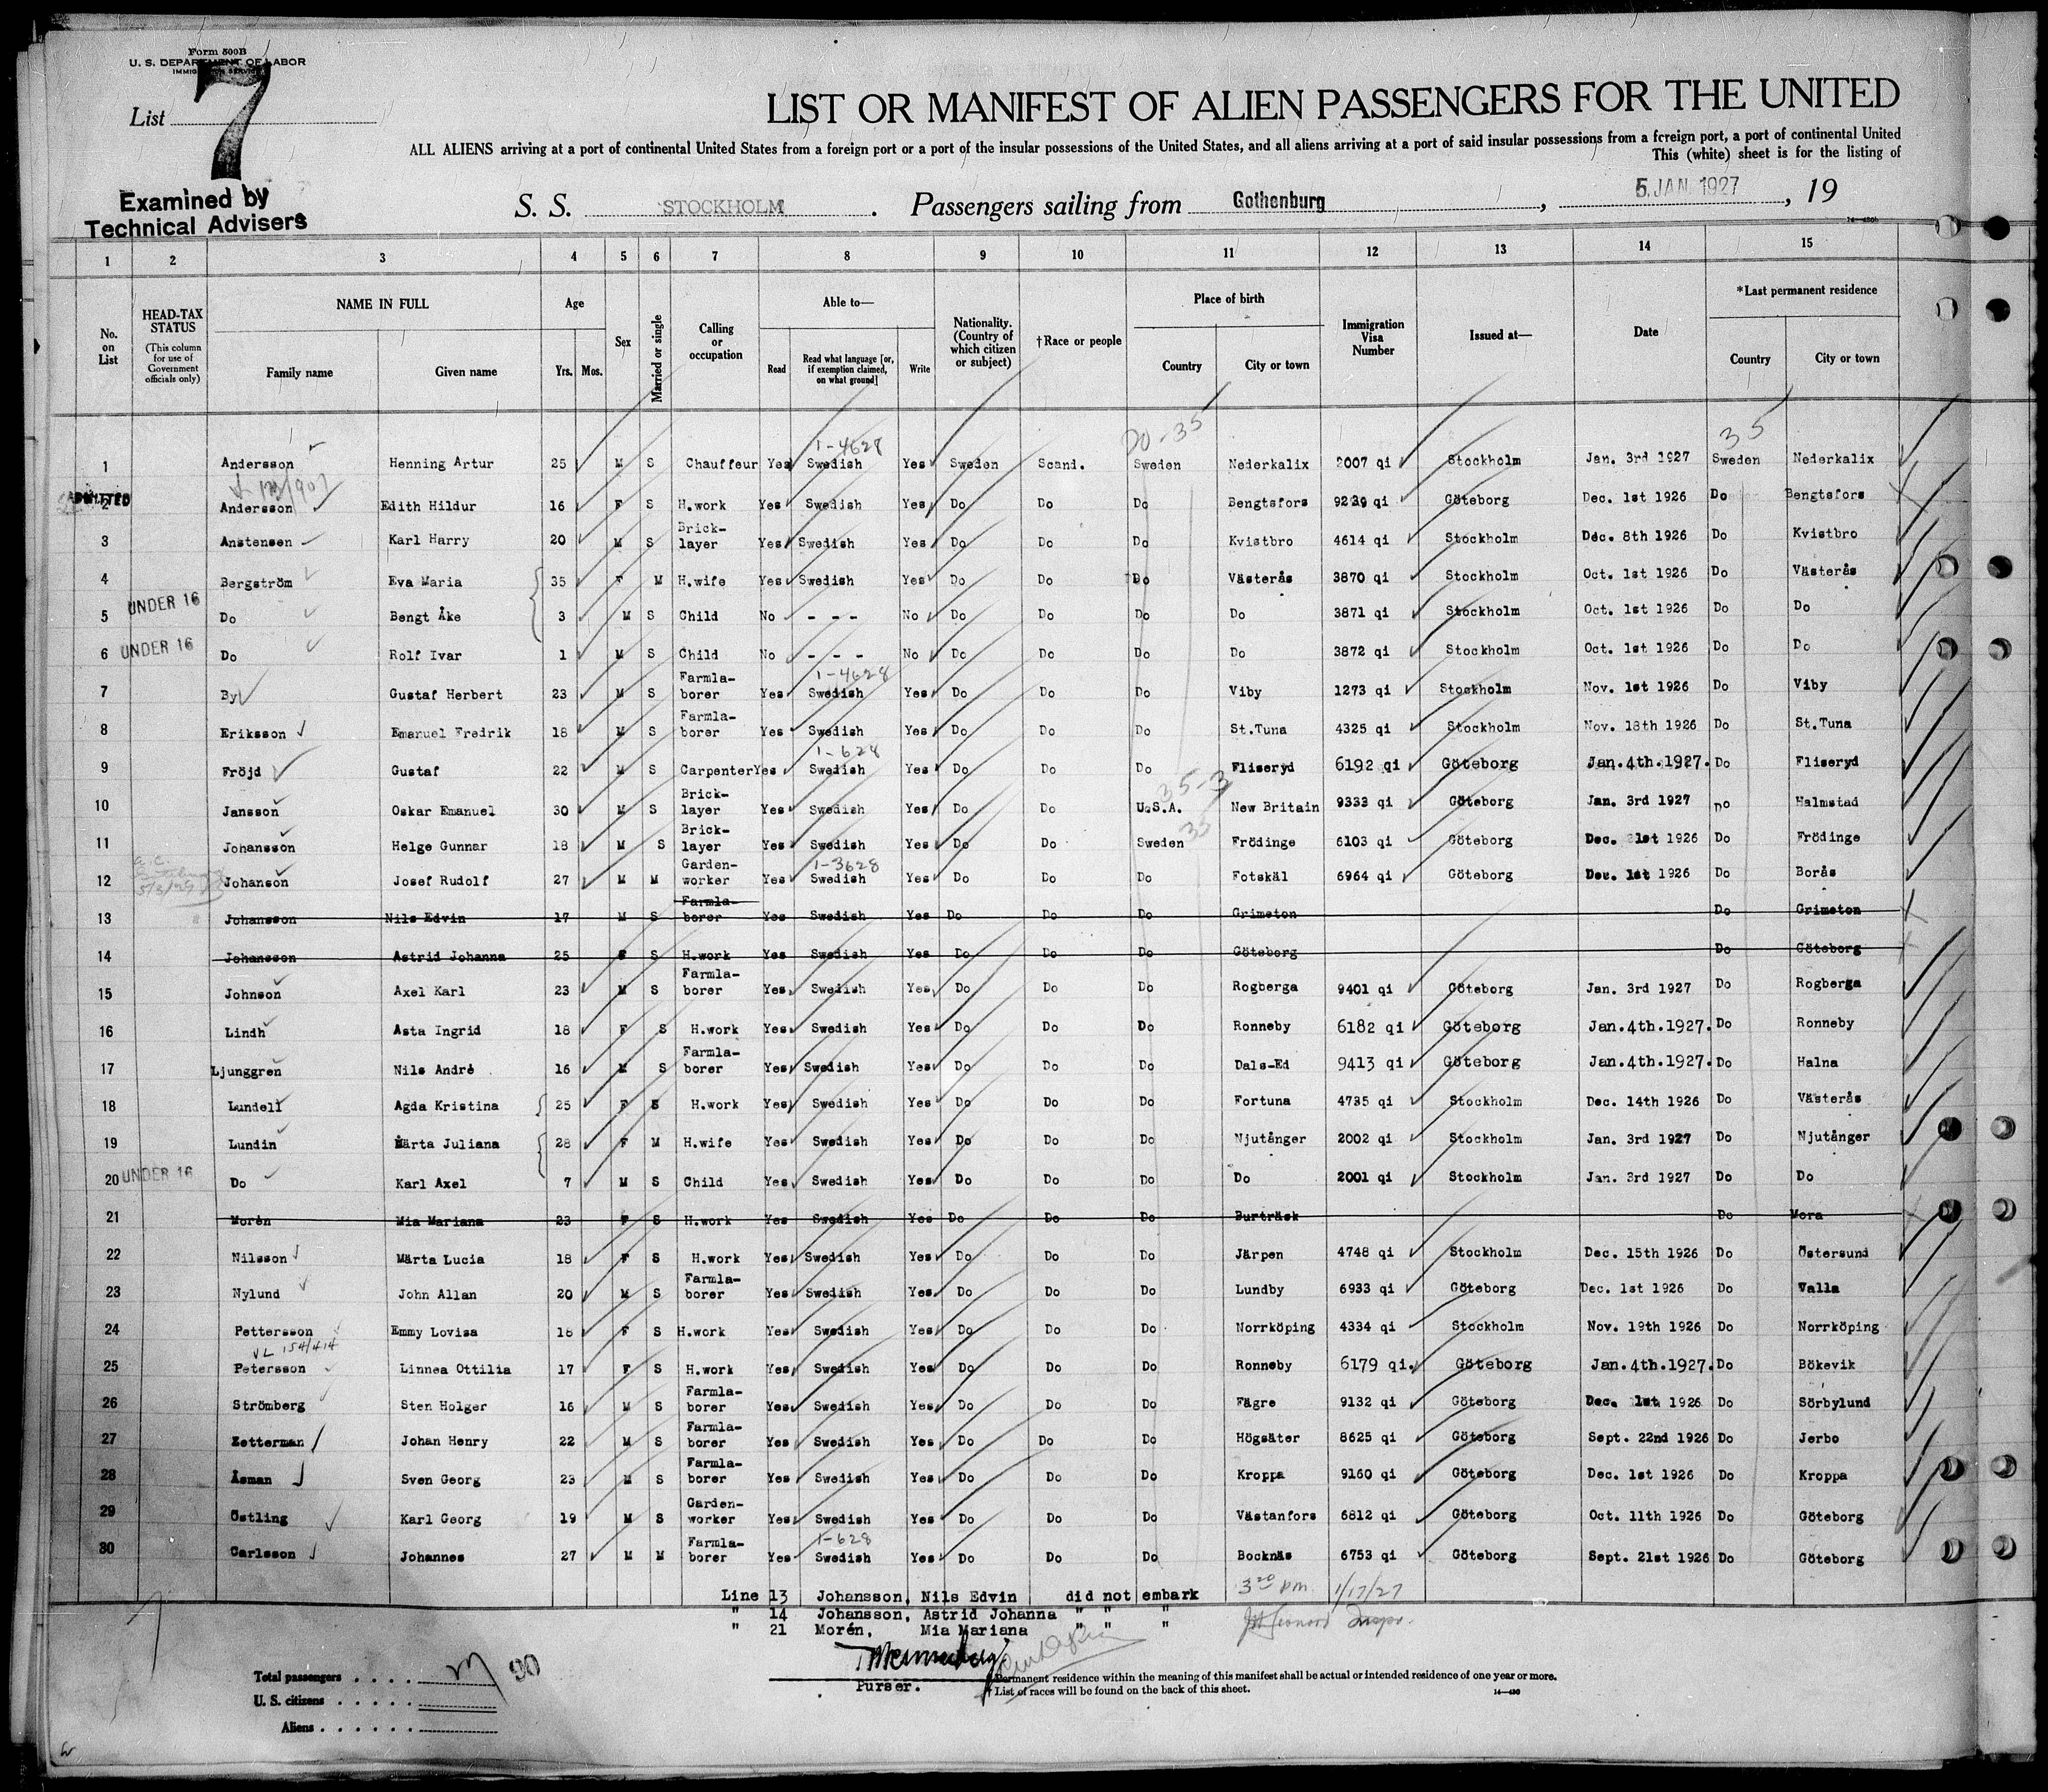 Form 500B
U. S. DEPARTMENT OF LABOR
IMMIGRATION SERVICE
List 7
Examined by
Technical Advisers
LIST OR MANIFEST OF ALIEN PASSENGERS FOR THE UNITED
ALL ALIENS arriving at a port of continental United States from a foreign port or a port of the insular possessions of the United States, and all aliens arriving at a port of said insular possessions from a foreign port, a port of continental United
This (white) sheet is for the listing of
S. S. STOCKHOLM. Passengers sailing from Gothenburg, 5 JAN 1927, 19
1 2 3 4 5 6 7 8 9 10 11 12 13 14 15
No. on List
HEAD-TAX STATUS (This column for use of Government officials only)
NAME IN FULL Family name Given name
Age Yrs. Mos.
Sex
Married or single
Calling or occupation
Able to— Read Read what language [or, if exemption claimed, on what ground] Write
Nationality. (Country of which citizen or subject)
†Race or people
Place of birth Country City or town
Immigration Visa Number
Issued at—
Date
*Last permanent residence Country City or town
Do-35 35
1-4628
1 Andersson Henning Artur 25 M S Chauffeur Yes Swedish Yes Sweden Scand. Sweden Nederkalix 2007 qi Stockholm Jan. 3rd 1927 Sweden Nederkalix
ADMITTED
2 Andersson Edith Hildur 16 F S H.work Yes Swedish Yes Do Do Do Bengtsfors 9239 qi Göteborg Dec. 1st 1926 Do Bengtsfors
3 Anstensen Karl Harry 20 M S Brick-layer Yes Swedish Yes Do Do Do Kvistbro 4614 qi Stockholm Dec. 8th 1926 Do Kvistbro
4 Bergström Eva Maria 35 F M H.wife Yes Swedish Yes Do Do Do Västerås 3870 qi Stockholm Oct. 1st 1926 Do Västerås
5 UNDER 16 Do Bengt Åke 3 M S Child No - - - No Do Do Do Do 3871 qi Stockholm Oct. 1st 1926 Do Do
6 UNDER 16 Do Rolf Ivar 1 M S Child No - - - No Do Do Do Do 3872 qi Stockholm Oct. 1st 1926 Do Do
1-4628
7 By Gustaf Herbert 23 M S Farmla-borer Yes Swedish Yes Do Do Do Viby 1273 qi Stockholm Nov. 1st 1926 Do Viby
8 Eriksson Emanuel Fredrik 18 M S Farmla-borer Yes Swedish Yes Do Do Do St.Tuna 4325 qi Stockholm Nov. 18th 1926 Do St.Tuna
1-628
9 Fröjd Gustaf 22 M S Carpenter Yes Swedish Yes Do Do Do Fliseryd 6192 qi Göteborg Jan.4th.1927. Do Fliseryd
35-3
10 Jansson Oskar Emanuel 30 M S Brick-layer Yes Swedish Yes Do Do U.S.A. New Britain 9333 qi Göteborg Jan. 3rd 1927 Do Halmstad
35
11 Johansson Helge Gunnar 18 M S Brick-layer Yes Swedish Yes Do Do Sweden Frödinge 6103 qi Göteborg Dec. 21st 1926 Do Frödinge
1-3628
12 Johanson Josef Rudolf 27 M M Garden-worker Yes Swedish Yes Do Do Do Fotskäl 6964 qi Göteborg Dec. 1st 1926 Do Borås
13 Johansson Nils Edvin 17 M S Farmla-borer Yes Swedish Yes Do Do Do Grimeton Do Grimeton
14 Johansson Astrid Johanna 25 F S H.work Yes Swedish Yes Do Do Do Göteborg Do Göteborg
15 Johnson Axel Karl 23 M S Farmla-borer Yes Swedish Yes Do Do Do Rogberga 9401 qi Göteborg Jan. 3rd 1927 Do Rogberga
16 Lindh Asta Ingrid 18 F S H.work Yes Swedish Yes Do Do Do Ronneby 6182 qi Göteborg Jan.4th.1927. Do Ronneby
17 Ljunggren Nils André 16 M S Farmla-borer Yes Swedish Yes Do Do Do Dals-Ed 9413 qi Göteborg Jan.4th.1927. Do Halna
18 Lundell Agda Kristina 25 F S H.work Yes Swedish Yes Do Do Do Fortuna 4735 qi Stockholm Dec. 14th 1926 Do Västerås
19 Lundin Märta Juliana 28 F M H.wife Yes Swedish Yes Do Do Do Njutånger 2002 qi Stockholm Jan. 3rd 1927 Do Njutånger
20 UNDER 16 Do Karl Axel 7 M S Child Yes Swedish Yes Do Do Do Do 2001 qi Stockholm Jan. 3rd 1927 Do Do
21 Morén Mia Mariana 23 F S H.work Yes Swedish Yes Do Do Do Burträsk Do Mora
22 Nilsson Märta Lucia 18 F S H.work Yes Swedish Yes Do Do Do Järpen 4748 qi Stockholm Dec. 15th 1926 Do Östersund
23 Nylund John Allan 20 M S Farmla-borer Yes Swedish Yes Do Do Do Lundby 6933 qi Göteborg Dec. 1st 1926 Do Valla
24 Pettersson Emmy Lovisa 18 F S H.work Yes Swedish Yes Do Do Do Norrköping 4334 qi Stockholm Nov. 19th 1926 Do Norrköping
VL 154/414
25 Petersson Linnea Ottilia 17 F S H.work Yes Swedish Yes Do Do Do Ronneby 6179 qi. Göteborg Jan.4th.1927. Do Bökevik
26 Strömberg Sten Holger 16 M S Farmla-borer Yes Swedish Yes Do Do Do Fägre 9132 qi Göteborg Dec. 1st 1926 Do Sörbylund
27 Zetterman Johan Henry 22 M S Farmla-borer Yes Swedish Yes Do Do Do Högsäter 8625 qi Göteborg Sept. 22nd 1926 Do Jerbo
28 Åsman Sven Georg 23 M S Farmla-borer Yes Swedish Yes Do Do Do Kroppa 9160 qi Göteborg Dec. 1st 1926 Do Kroppa
29 Östling Karl Georg 19 M S Garden-worker Yes Swedish Yes Do Do Do Västanfors 6812 qi Göteborg Oct. 11th 1926 Do Göteborg
1-628
30 Carlsson Johannes 27 M M Farmla-borer Yes Swedish Yes Do Do Do Bocknäs 6753 qi Göteborg Sept. 21st 1926 Do Göteborg
Line 13 Johansson, Nils Edvin did not embark 3 20 pm. 1/17/27
" 14 Johansson, Astrid Johanna " " "
" 21 Morén, Mia Mariana " " "
Purser.
Total passengers . . . . 90
U. S. citizens . . . . .
Aliens . . . . . .
* Permanent residence within the meaning of this manifest shall be actual or intended residence of one year or more.
† List of races will be found on the back of this sheet.